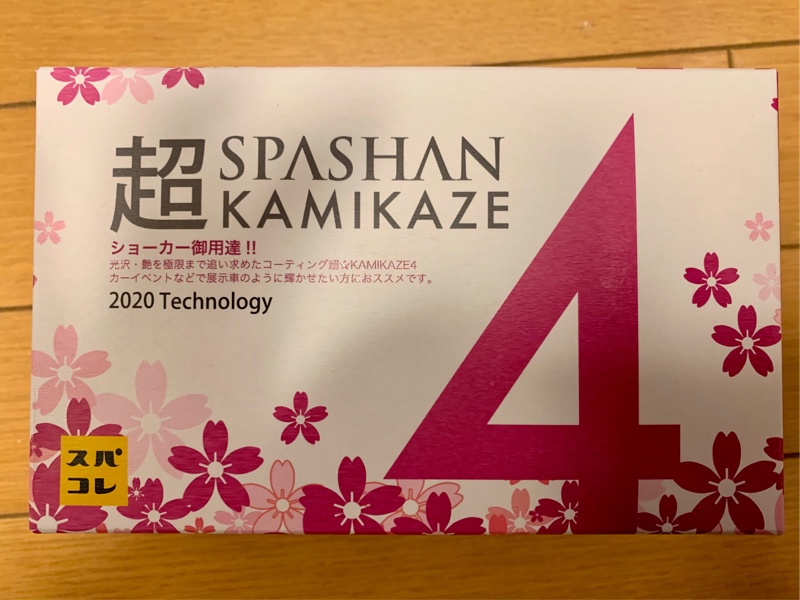 超 SPASHAN
KAMIKAZE
4
ショーカー御用達!!
光沢・艶を極限まで追い求めたコーティング超☆KAMIKAZE4
カーイベントなどで展示車のように輝かせたい方におススメです。
2020 Technology
スパ
コレ